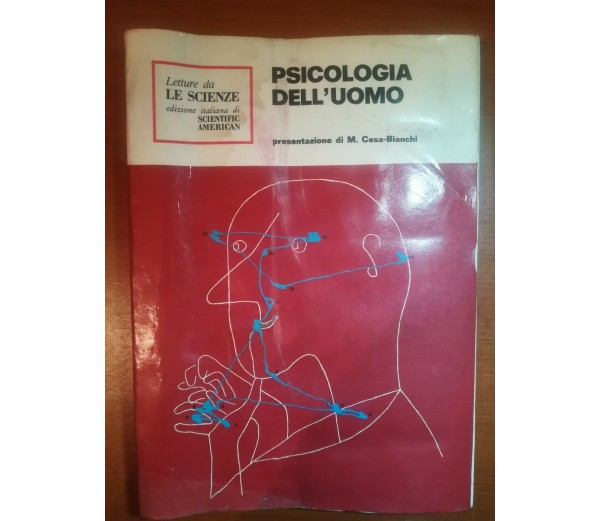 Letture da
LE SCIENZE
edizione italiana di
SCIENTIFIC
AMERICAN
PSICOLOGIA
DELL'UOMO
presentazione di M. Cesa-Bianchi